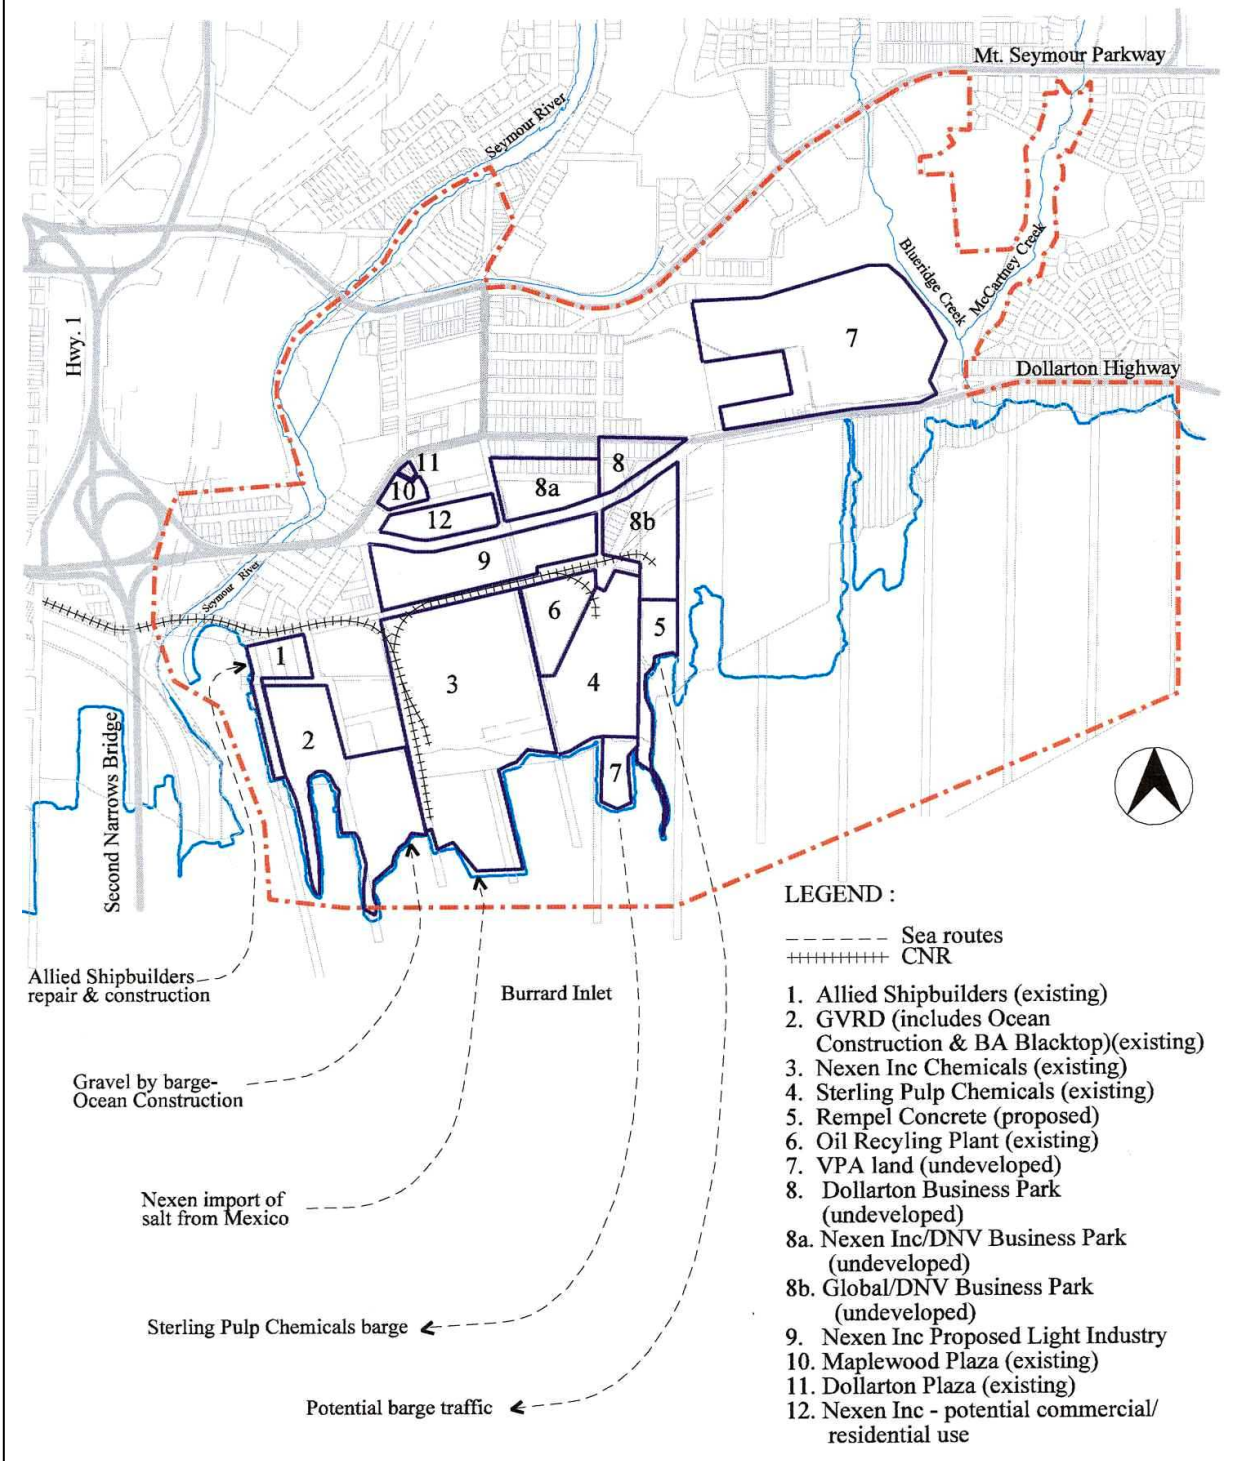 Mt. Seymour Parkway
Seymour River
Blueridge Creek
McCartney Creek
Hwy. 1
7
Dollarton Highway
11
8
10
8a
12
8b
9
Seymour River
6
5
1
3
4
2
7
Second Narrows Bridge
LEGEND :
Sea routes
CNR
Allied Shipbuilders
repair & construction
Burrard Inlet
1. Allied Shipbuilders (existing)
2. GVRD (includes Ocean
Construction & BA Blacktop)(existing)
3. Nexen Inc Chemicals (existing)
4. Sterling Pulp Chemicals (existing)
5. Rempel Concrete (proposed)
6. Oil Recyling Plant (existing)
7. VPA land (undeveloped)
8. Dollarton Business Park
(undeveloped)
8a. Nexen Inc/DNV Business Park
(undeveloped)
8b. Global/DNV Business Park
(undeveloped)
9. Nexen Inc Proposed Light Industry
10. Maplewood Plaza (existing)
11. Dollarton Plaza (existing)
12. Nexen Inc - potential commercial/
residential use
Gravel by barge-
Ocean Construction
Nexen import of
salt from Mexico
Sterling Pulp Chemicals barge
Potential barge traffic